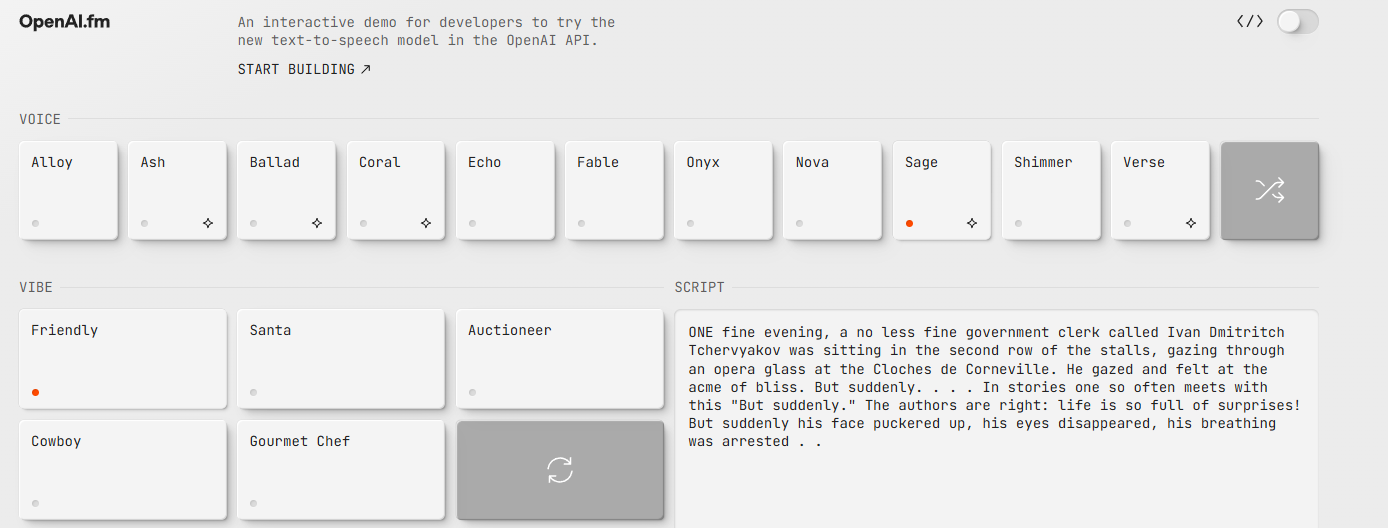 OpenAI.fm
An interactive demo for developers to try the
new text-to-speech model in the OpenAI API.
START BUILDING ↗
</>
VOICE
Alloy
Ash
Ballad
Coral
Echo
Fable
Onyx
Nova
Sage
Shimmer
Verse
VIBE
Friendly
Santa
Auctioneer
Cowboy
Gourmet Chef
SCRIPT
ONE fine evening, a no less fine government clerk called Ivan Dmitritch
Tchervyakov was sitting in the second row of the stalls, gazing through
an opera glass at the Cloches de Corneville. He gazed and felt at the
acme of bliss. But suddenly. . . . In stories one so often meets with
this "But suddenly." The authors are right: life is so full of surprises!
But suddenly his face puckered up, his eyes disappeared, his breathing
was arrested . .